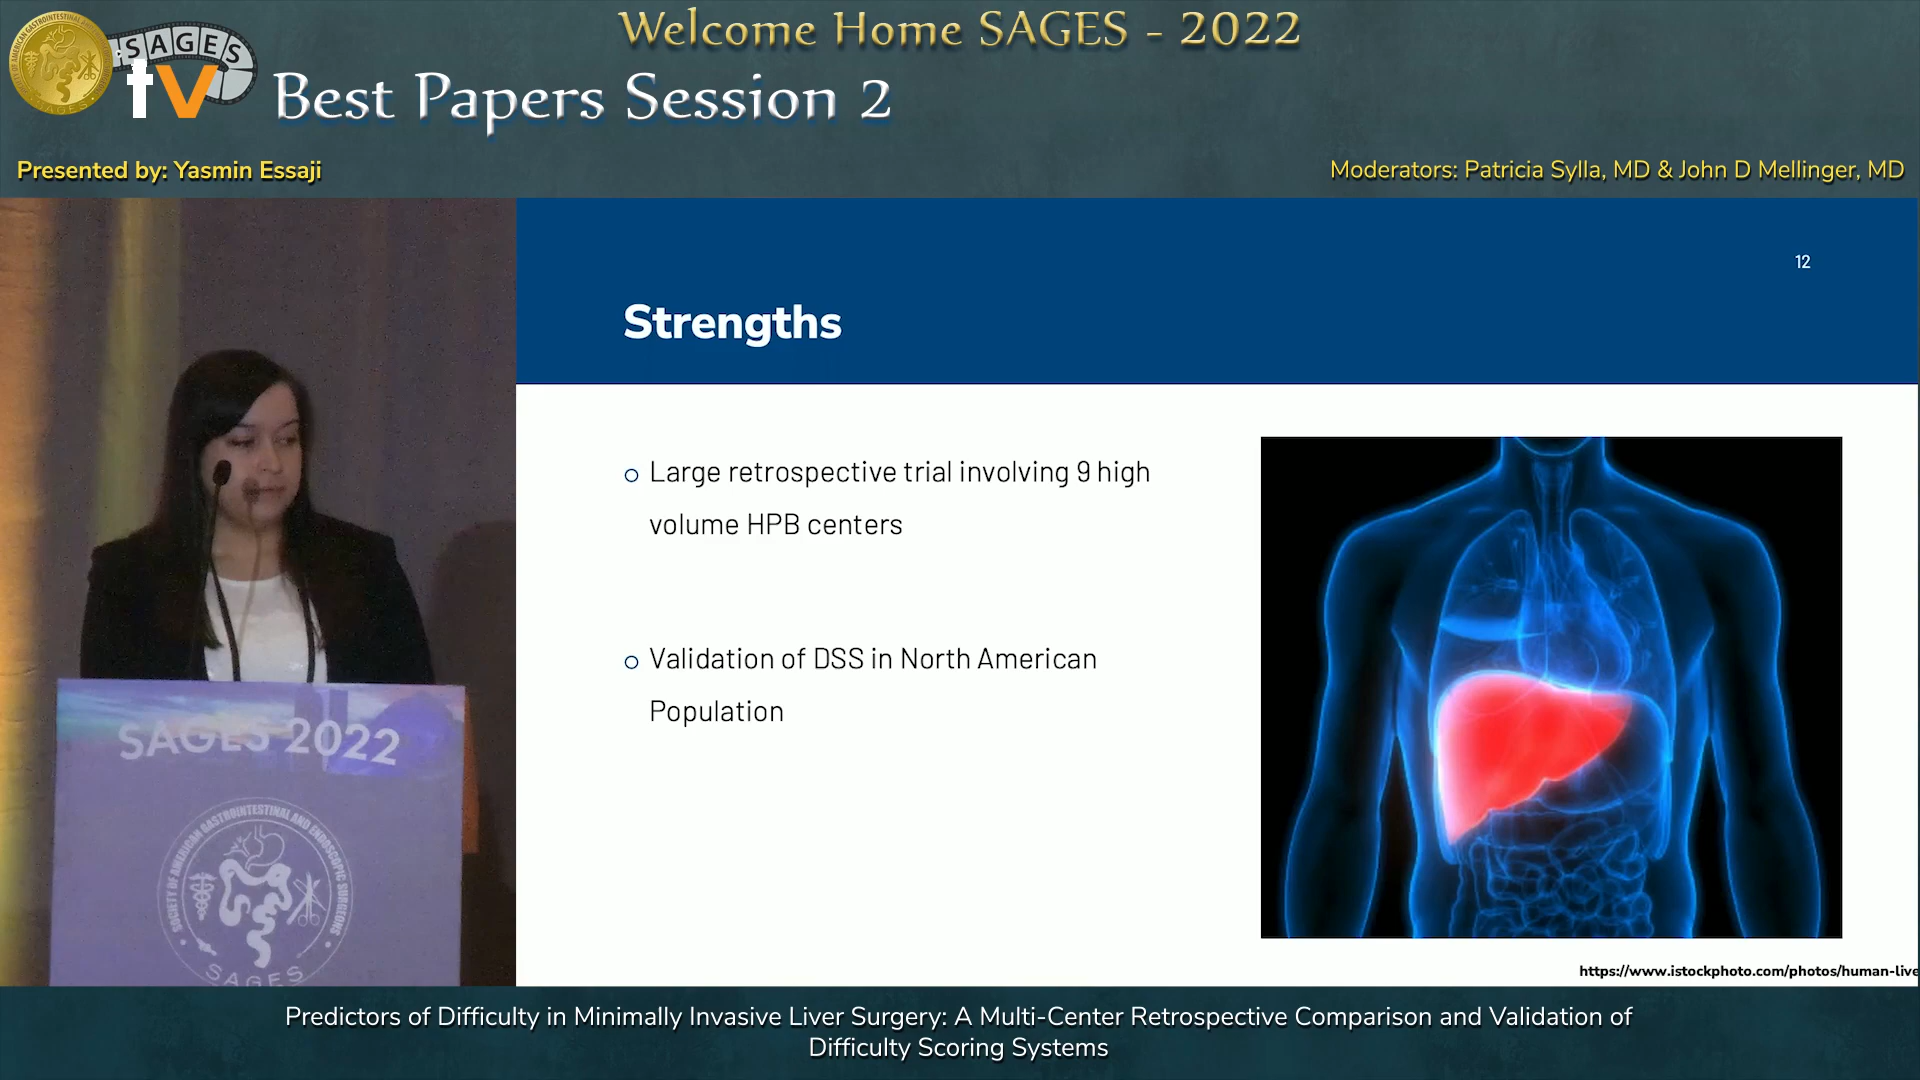 Welcome Home SAGES - 2022
SAGES
tv
Best Papers Session 2
Presented by: Yasmin Essaji
Moderators: Patricia Sylla, MD & John D Mellinger, MD
12
Strengths
Large retrospective trial involving 9 high
volume HPB centers
Validation of DSS in North American
Population
https://www.istockphoto.com/photos/human-live
SAGES 2022
SOCIETY OF AMERICAN GASTROINTESTINAL AND ENDOSCOPIC SURGEONS
SAGES
Predictors of Difficulty in Minimally Invasive Liver Surgery: A Multi-Center Retrospective Comparison and Validation of
Difficulty Scoring Systems